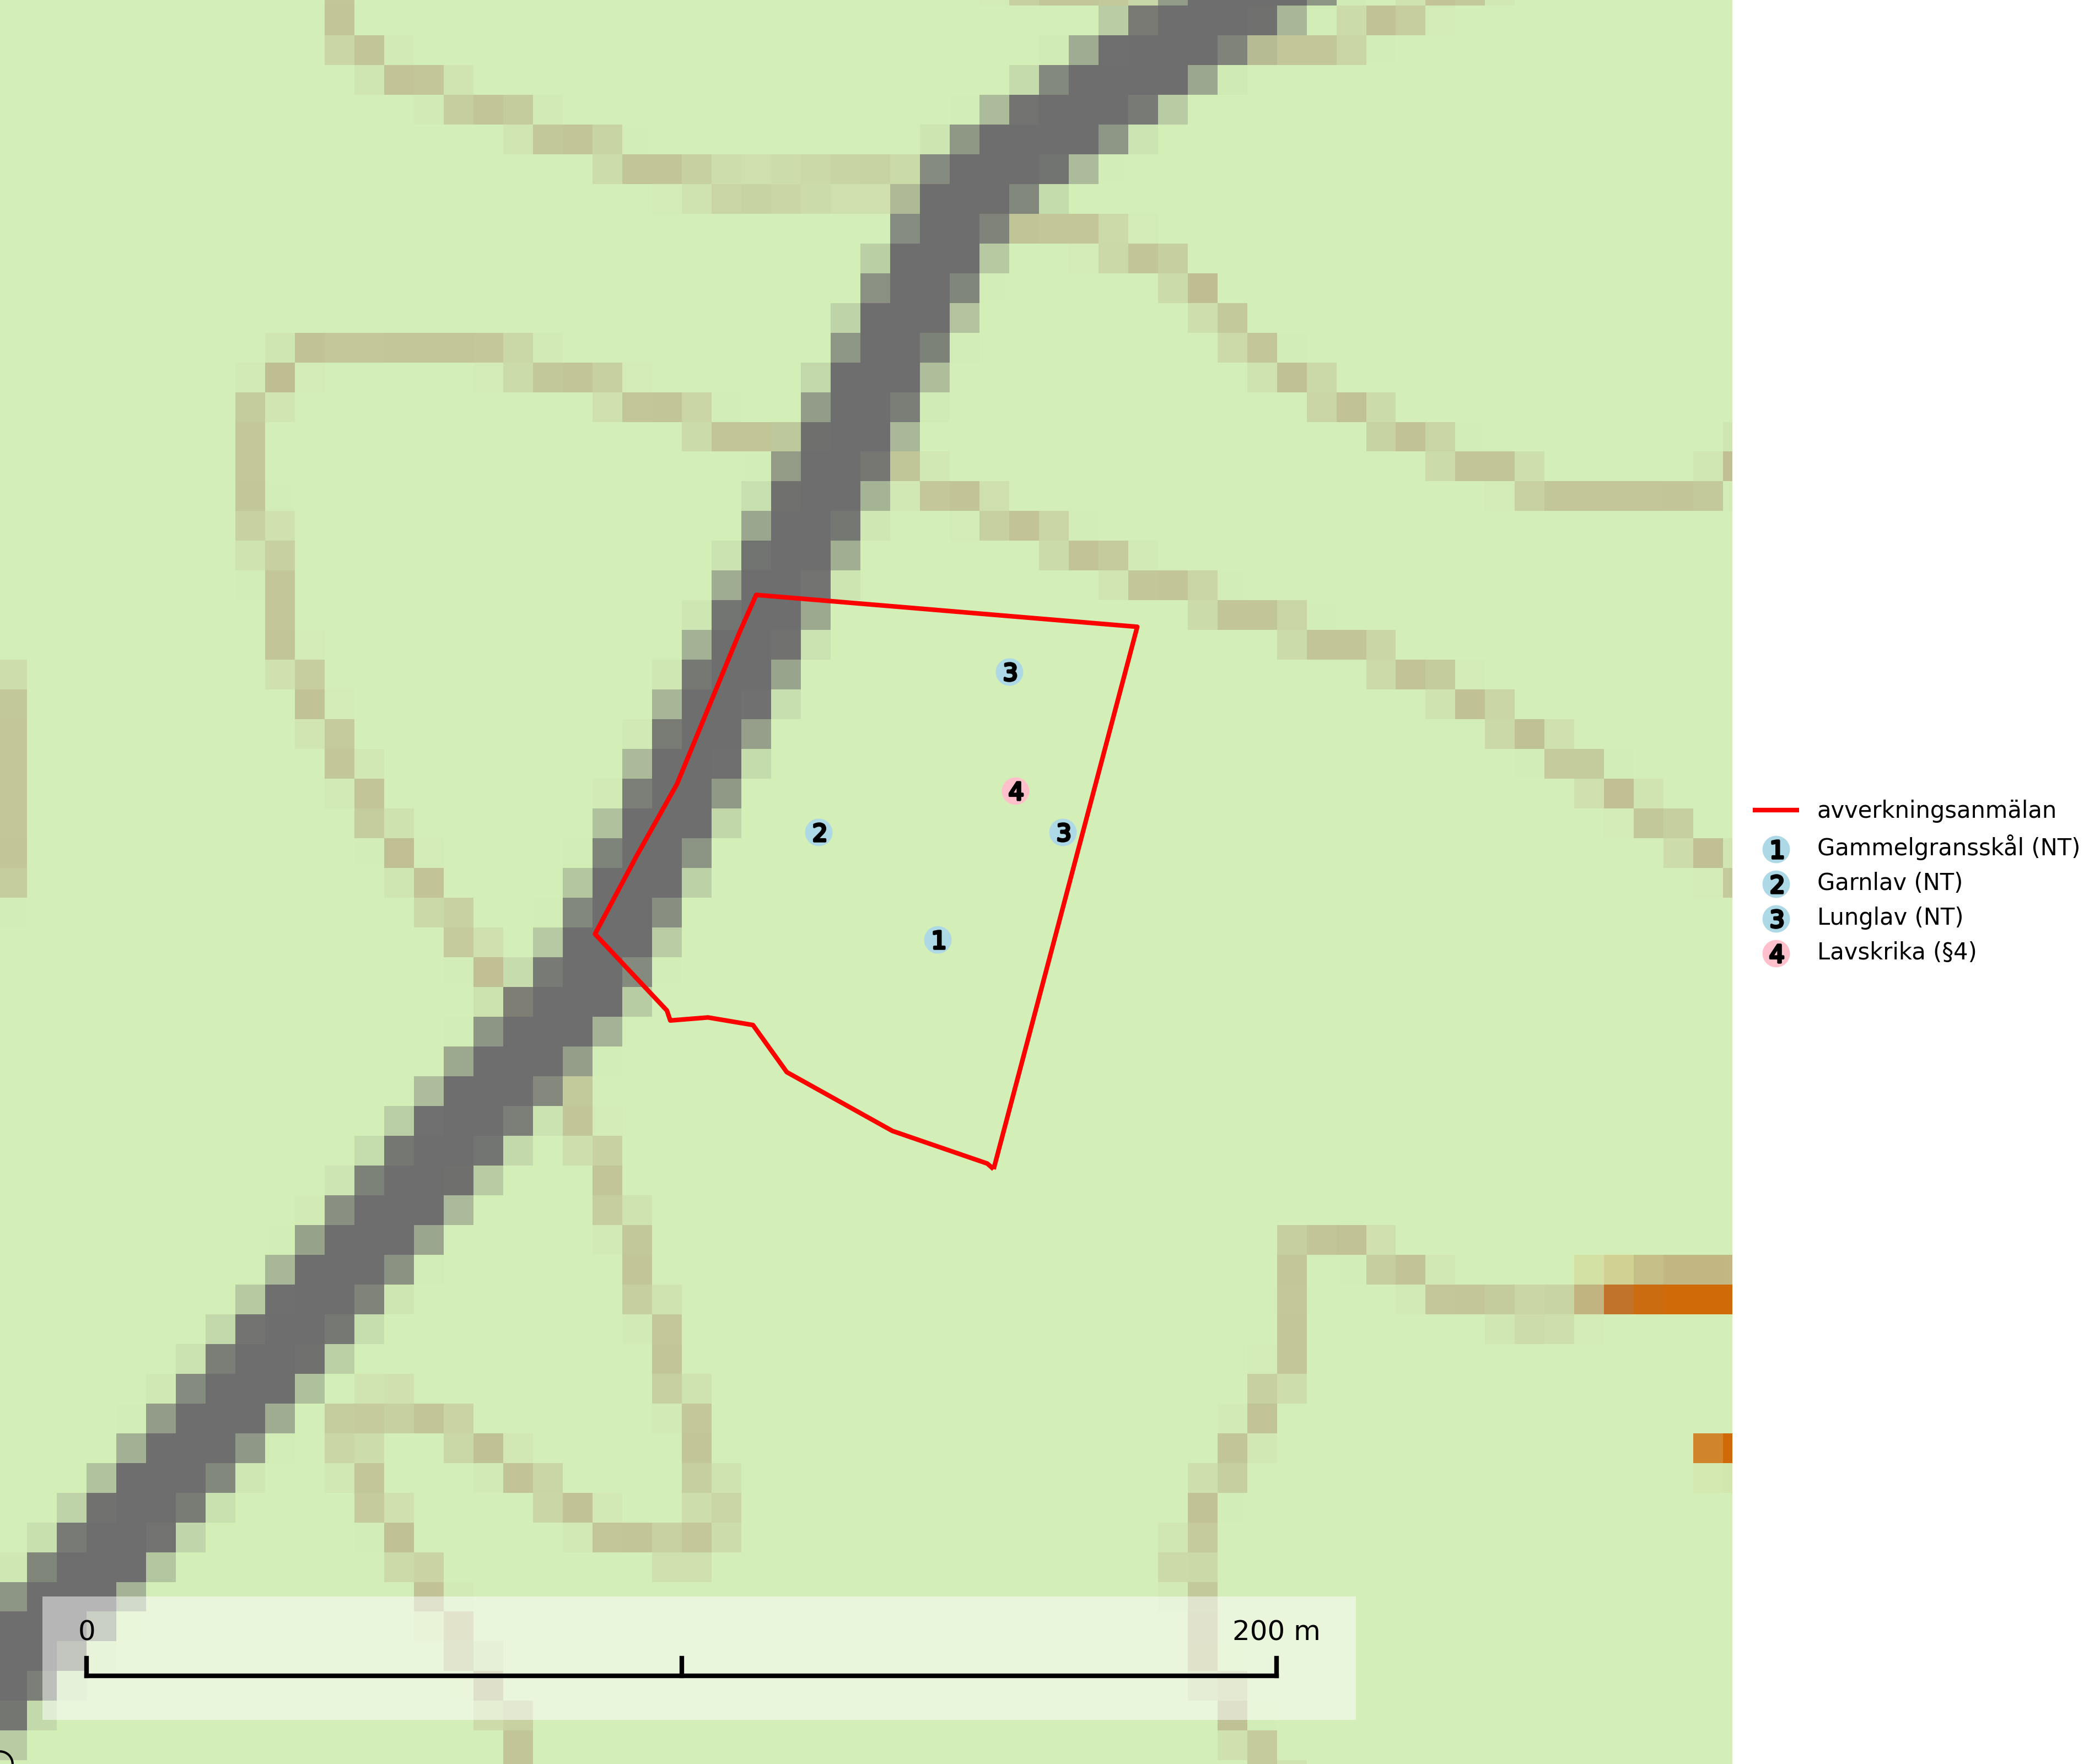 3
4
2
3
1
avverkningsanmälan
1 Gammelgransskål (NT)
2 Garnlav (NT)
3 Lunglav (NT)
4 Lavskrika (§4)
0 200 m